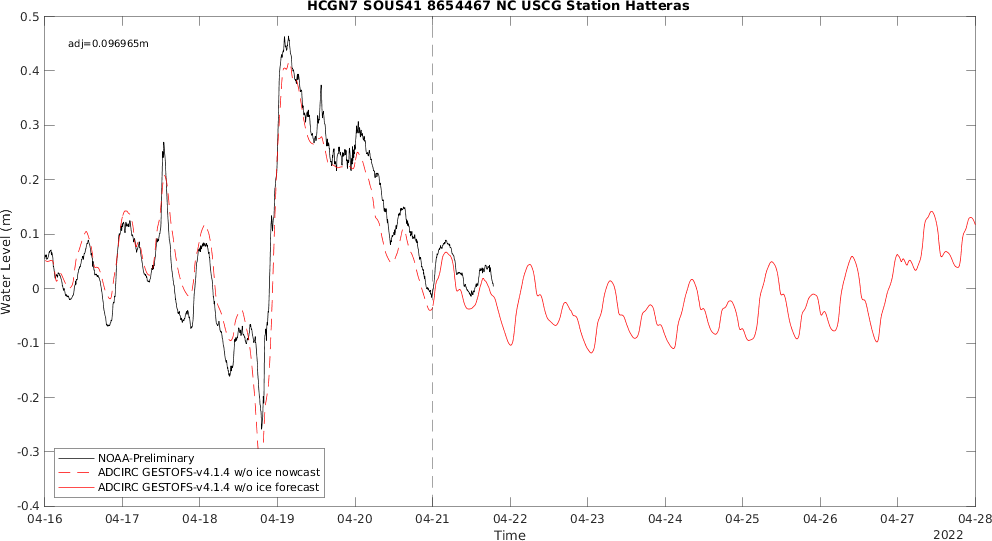 HCGN7 SOUS41 8654467 NC USCG Station Hatteras
adj=0.096965m
0.5
0.4
0.3
0.2
0.1
0
-0.1
-0.2
-0.3
-0.4
Water Level (m)
NOAA-Preliminary
ADCIRC GESTOFS-v4.1.4 w/o ice nowcast
ADCIRC GESTOFS-v4.1.4 w/o ice forecast
04-16 04-17 04-18 04-19 04-20 04-21 04-22 04-23 04-24 04-25 04-26 04-27 04-28
Time
2022